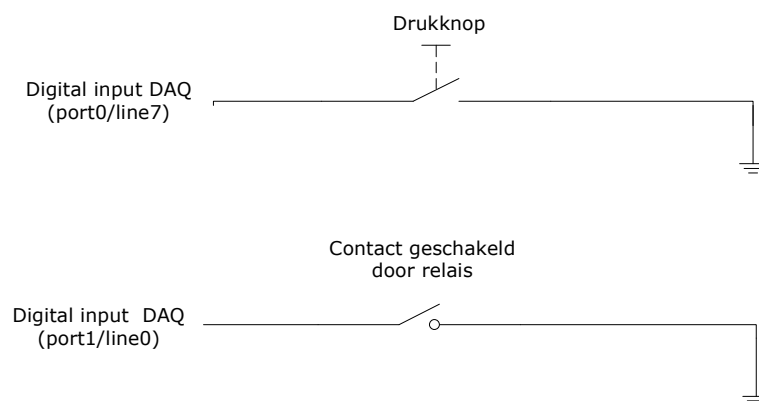 Drukknop
Digital input DAQ
(port0/line7)
Contact geschakeld
door relais
Digital input DAQ
(port1/line0)